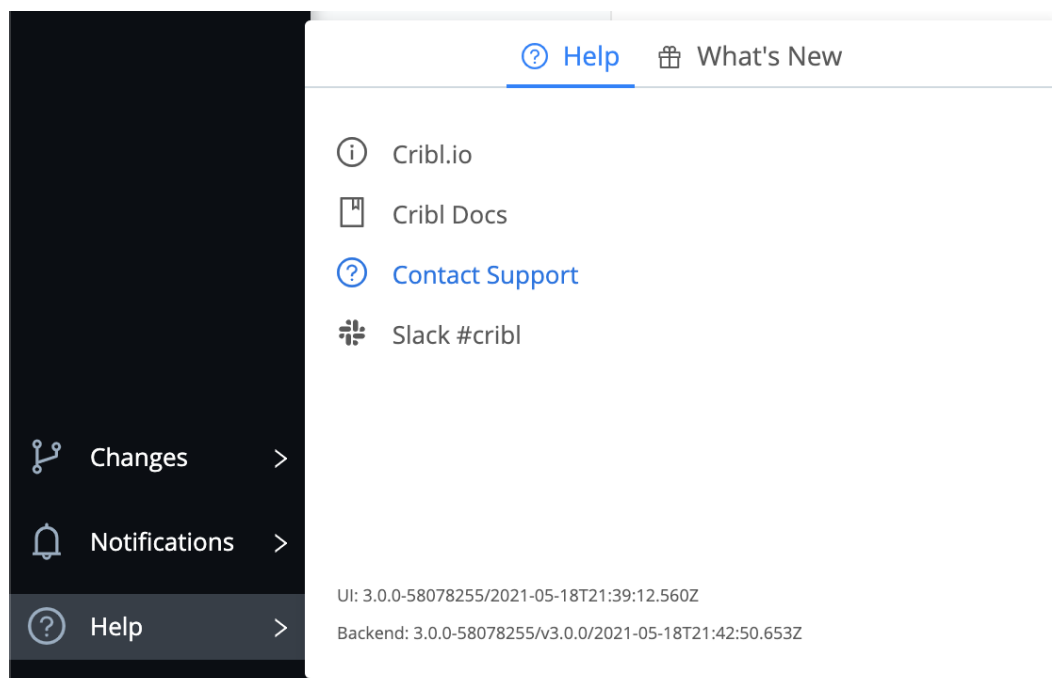 Help What's New
Cribl.io
Cribl Docs
Contact Support
Slack #cribl
Changes
Notifications
UI: 3.0.0-58078255/2021-05-18T21:39:12.560Z
Help
Backend: 3.0.0-58078255/v3.0.0/2021-05-18T21:42:50.653Z